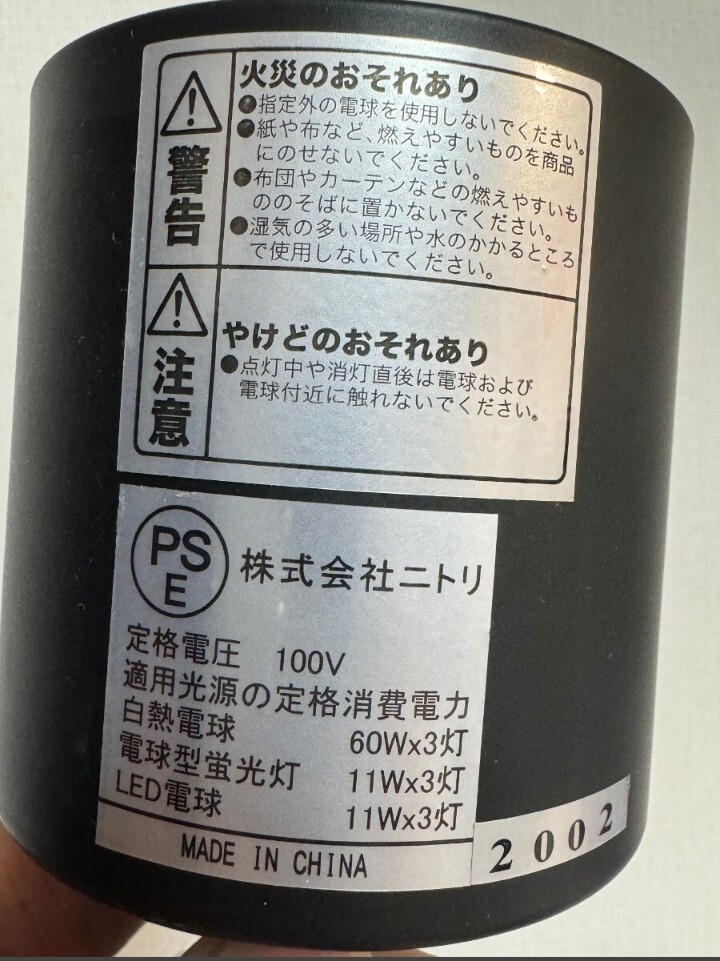 警告
火災のおそれあり
●指定外の電球を使用しないでください。
●紙や布など、燃えやすいものを商品
にのせないでください。
●布団やカーテンなどの燃えやすいも
ののそばに置かないでください。
●湿気の多い場所や水のかかるところ
で使用しないでください。
注意
やけどのおそれあり
●点灯中や消灯直後は電球および
電球付近に触れないでください。
PS
E
株式会社ニトリ
定格電圧 100V
適用光源の定格消費電力
白熱電球 60Wx3灯
電球型蛍光灯 11Wx3灯
LED電球 11Wx3灯
MADE IN CHINA
2002